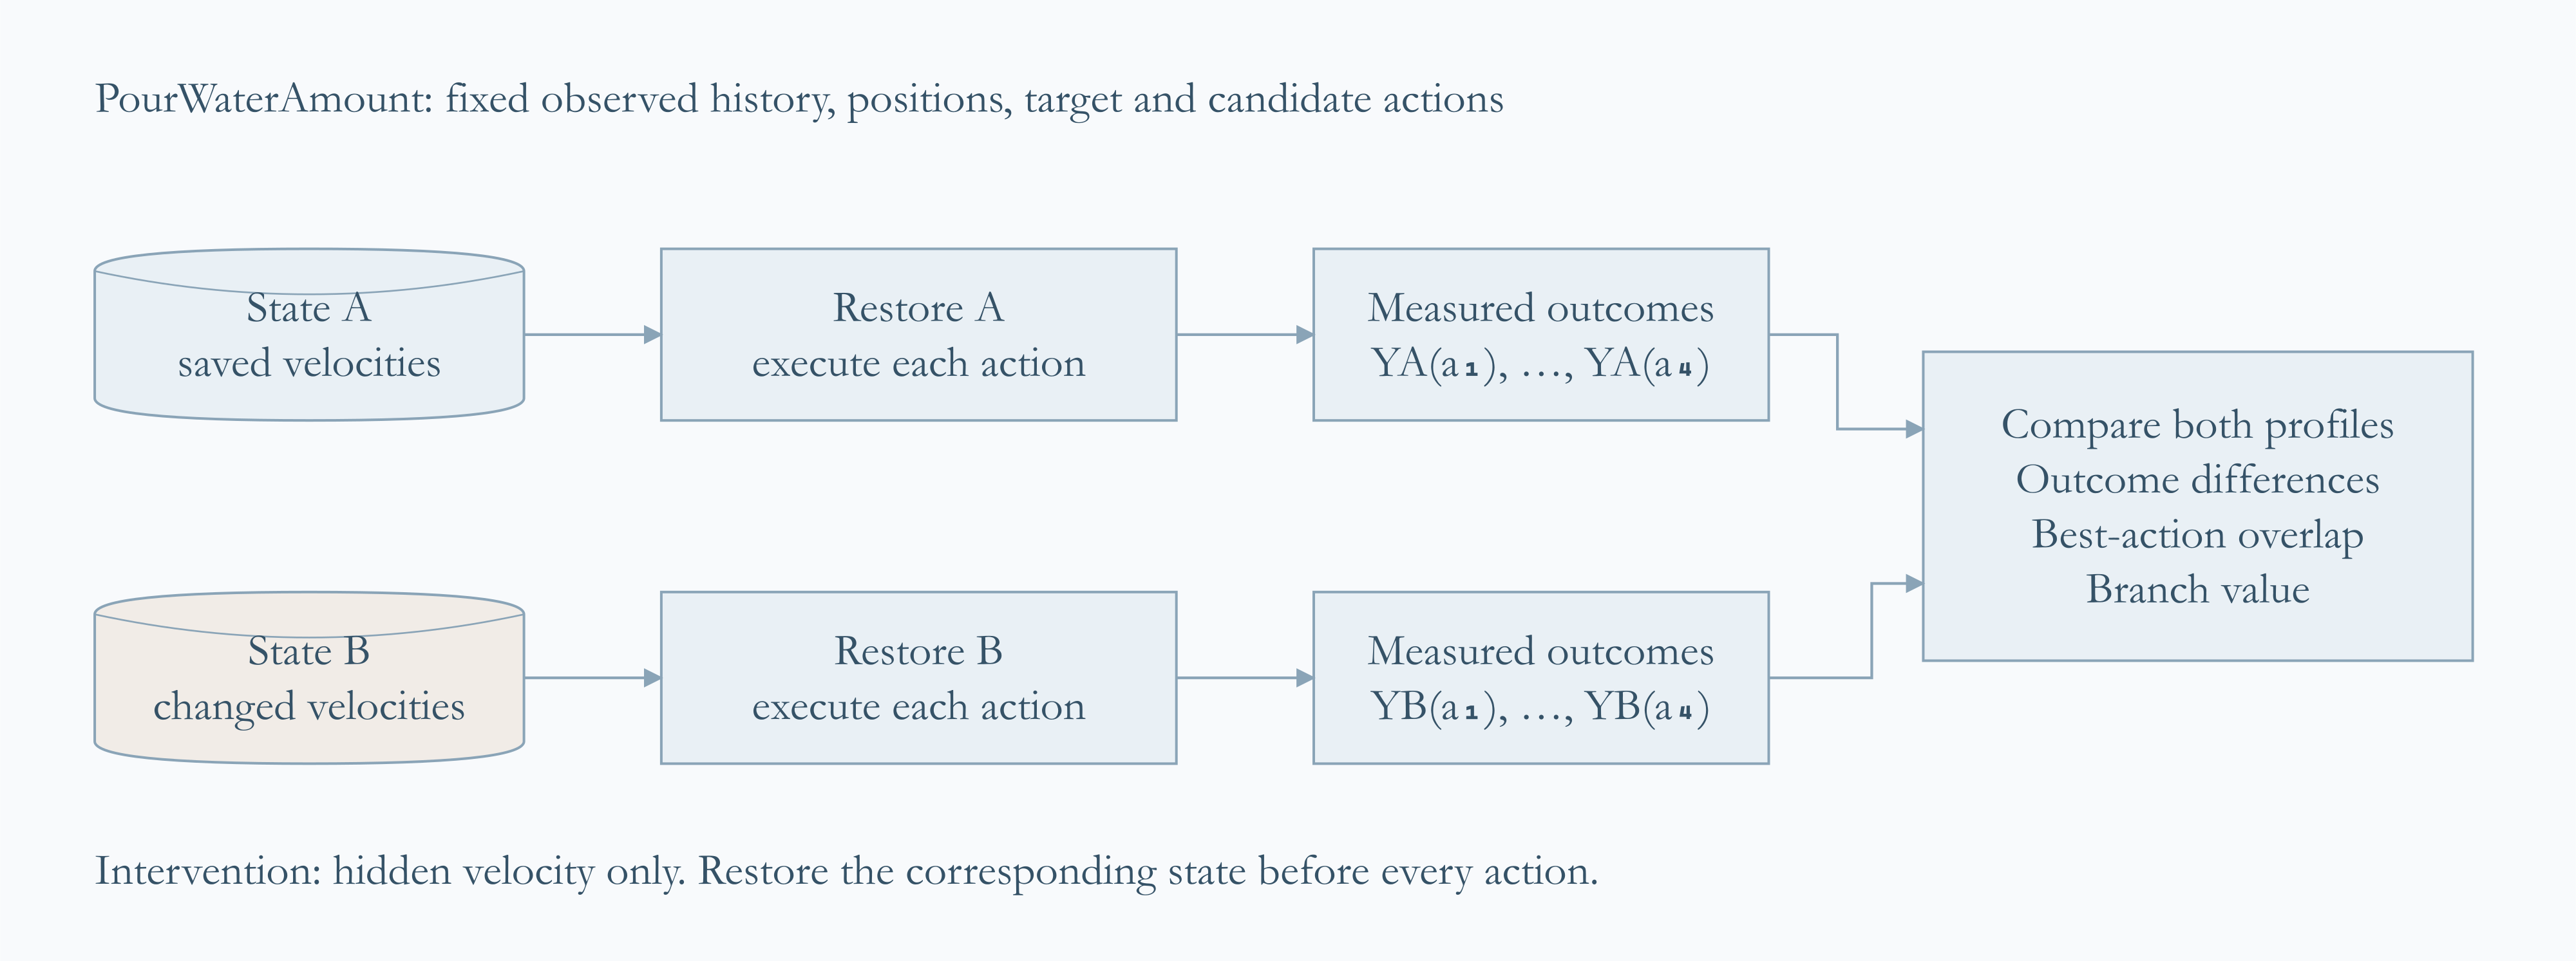 PourWaterAmount: fixed observed history, positions, target and candidate actions
State A
saved velocities
Restore A
execute each action
Measured outcomes
YA(a₁), …, YA(a₄)
State B
changed velocities
Restore B
execute each action
Measured outcomes
YB(a₁), …, YB(a₄)
Compare both profiles
Outcome differences
Best-action overlap
Branch value
Intervention: hidden velocity only. Restore the corresponding state before every action.